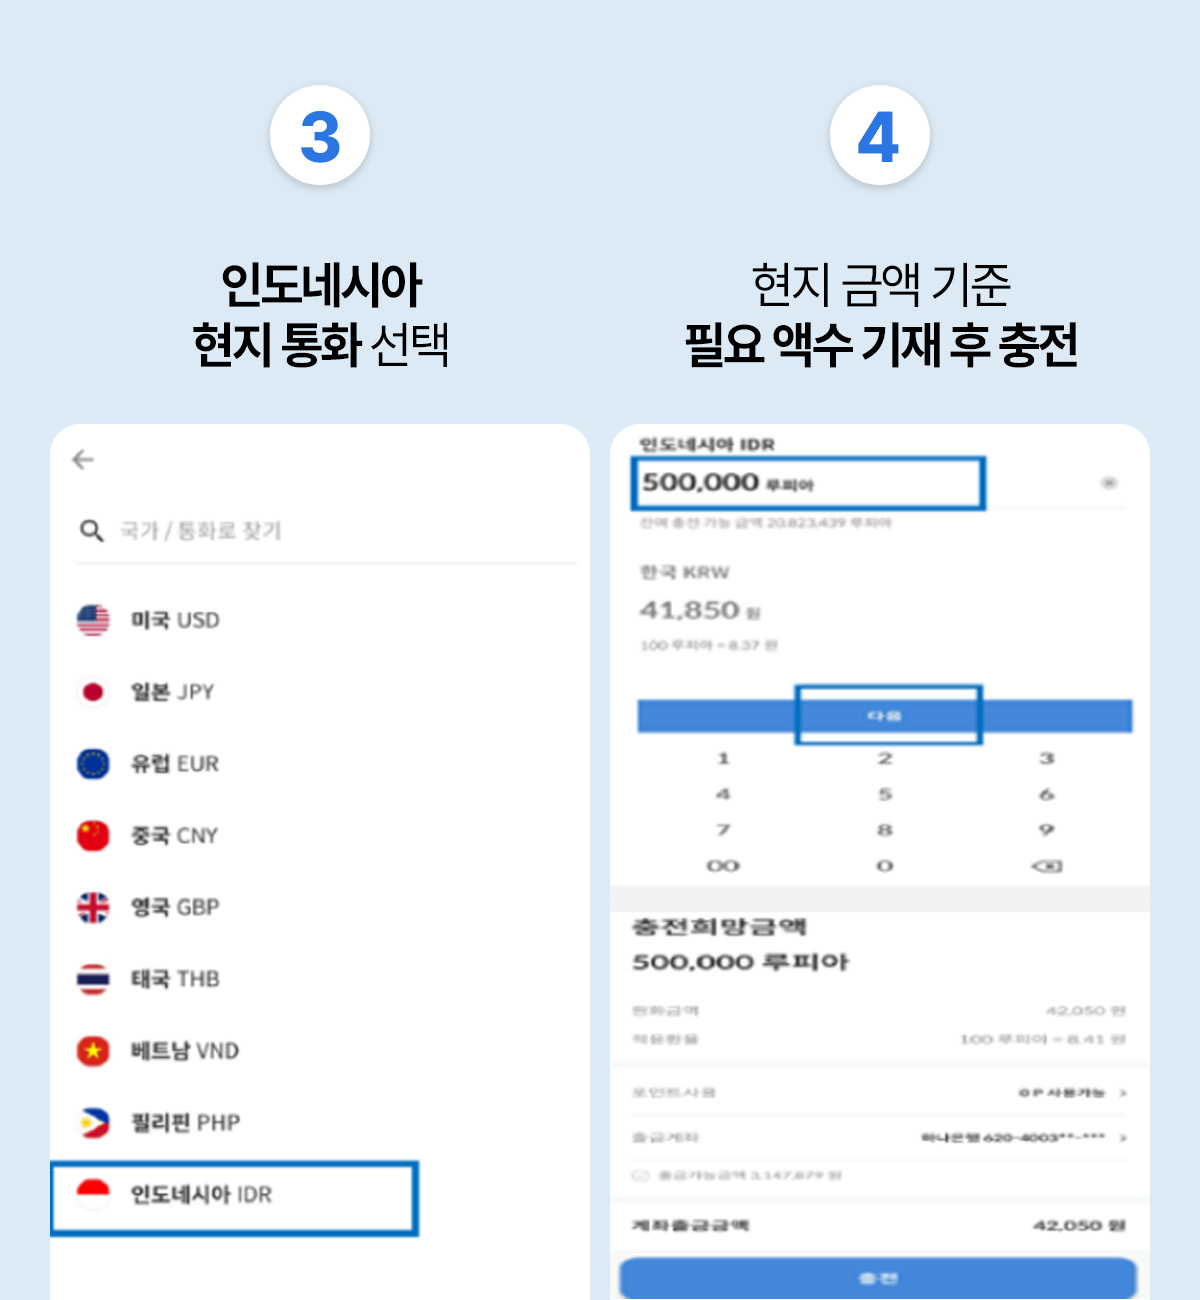 3
인도네시아
현지 통화 선택
국가 / 통화로 찾기
미국 USD
일본 JPY
유럽 EUR
중국 CNY
영국 GBP
태국 THB
베트남 VND
필리핀 PHP
인도네시아 IDR
4
현지 금액 기준
필요 액수 기재 후 충전
인도네시아 IDR
500,000 루피아
잔여 충전 가능 금액 20,823,439 루피아
한국 KRW
41,850 원
100 루피아 = 8.37 원
다음
1 2 3
4 5 6
7 8 9
00 0
충전희망금액
500,000 루피아
원화금액 42,050 원
적용환율 100 루피아 = 8.41 원
포인트사용 0 P 사용가능 >
출금계좌 하나은행 620-4003**-*** >
출금가능금액 3,147,879 원
계좌출금금액 42,050 원
충전